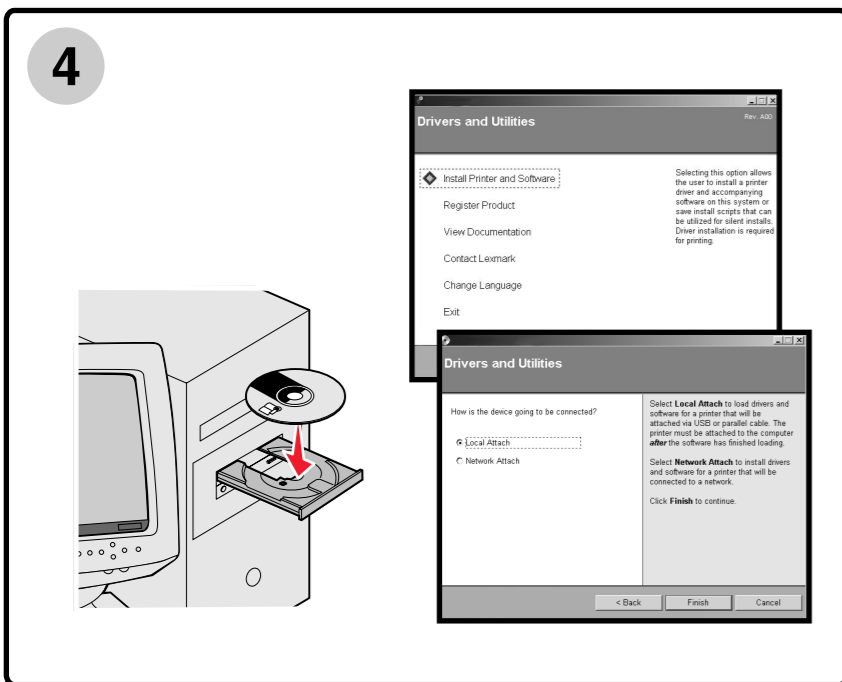 4
Drivers and Utilities
Rev. A00
Install Printer and Software
Register Product
View Documentation
Contact Lexmark
Change Language
Exit
Selecting this option allows
the user to install a printer
driver and accompanying
software on this system or
save install scripts that can
be utilized for silent installs.
Driver installation is required
for printing.
Drivers and Utilities
How is the device going to be connected?
Local Attach
Network Attach
Select Local Attach to load drivers and
software for a printer that will be
attached via USB or parallel cable. The
printer must be attached to the computer
after the software has finished loading.
Select Network Attach to install drivers
and software for a printer that will be
connected to a network.
Click Finish to continue.
< Back
Finish
Cancel